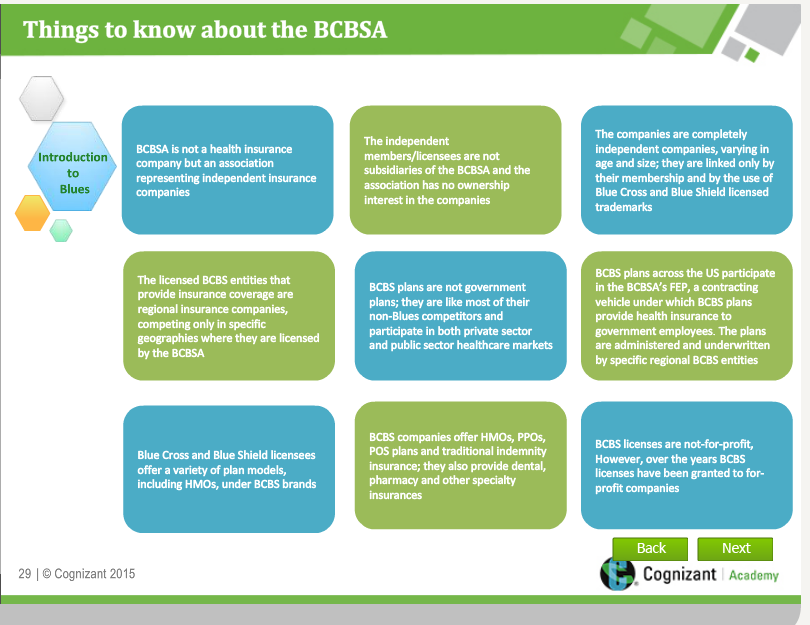 Things to know about the BCBSA
Introduction
to
Blues
BCBSA is not a health insurance
company but an association
representing independent insurance
companies
The independent
members/licensees are not
subsidiaries of the BCBSA and the
association has no ownership
interest in the companies
The companies are completely
independent companies, varying in
age and size; they are linked only by
their membership and by the use of
Blue Cross and Blue Shield licensed
trademarks
The licensed BCBS entities that
provide insurance coverage are
regional insurance companies,
competing only in specific
geographies where they are licensed
by the BCBSA
BCBS plans are not government
plans; they are like most of their
non-Blues competitors and
participate in both private sector
and public sector healthcare markets
BCBS plans across the US participate
in the BCBSA's FEP, a contracting
vehicle under which BCBS plans
provide health insurance to
government employees. The plans
are administered and underwritten
by specific regional BCBS entities
Blue Cross and Blue Shield licensees
offer a variety of plan models,
including HMOs, under BCBS brands
BCBS companies offer HMOs, PPOs,
POS plans and traditional indemnity
insurance; they also provide dental,
pharmacy and other specialty
insurances
BCBS licenses are not-for-profit,
However, over the years BCBS
licenses have been granted to for-
profit companies
Back
Next
29 | © Cognizant 2015
Cognizant | Academy